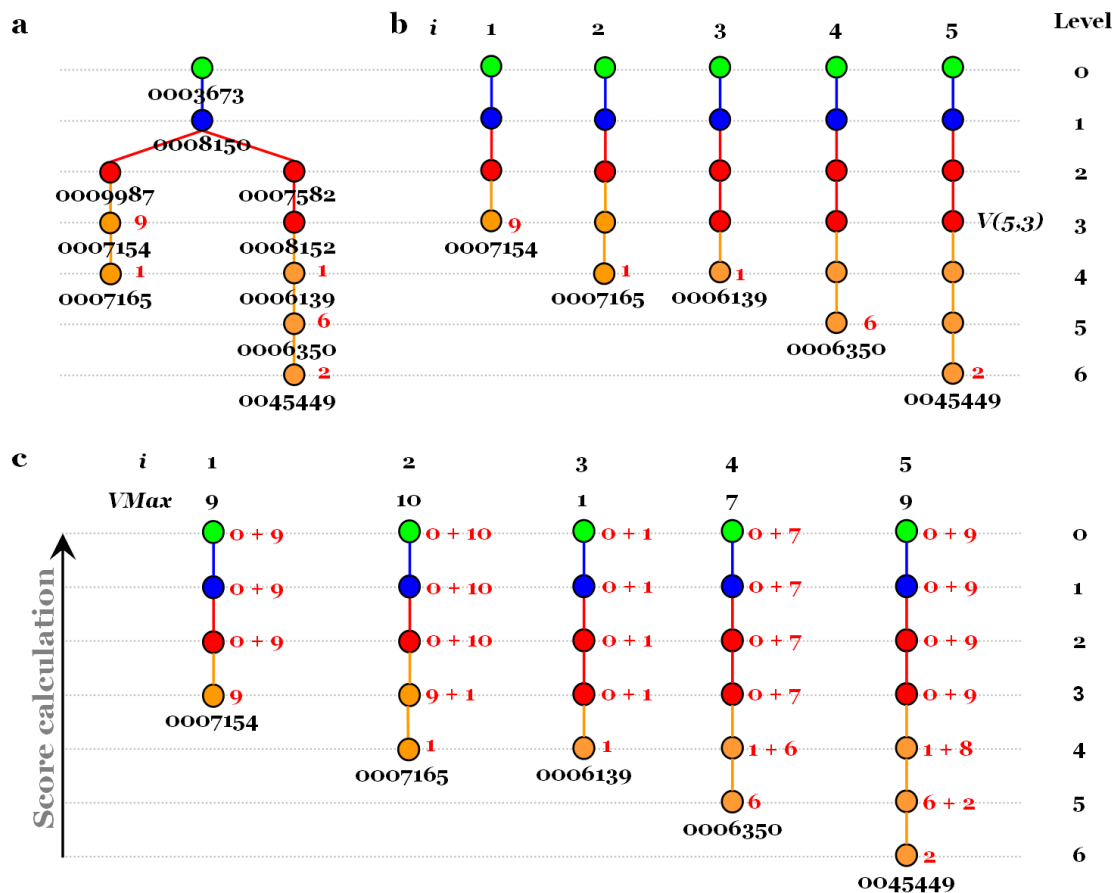 a
b i 1 2 3 4 5 Level
0003673 0
0008150 1
0009987 0007582 2
9 9 V(5,3) 3
0007154 0008152 0007154
1 1 1 1 4
0007165 0006139 0007165 0006139
6 6 5
0006350 0006350
2 2 6
0045449 0045449
c i 1 2 3 4 5
VMax 9 10 1 7 9
0 + 9 0 + 10 0 + 1 0 + 7 0 + 9 0
0 + 9 0 + 10 0 + 1 0 + 7 0 + 9 1
0 + 9 0 + 10 0 + 1 0 + 7 0 + 9 2
9 9 + 1 0 + 1 0 + 7 0 + 9 3
0007154
1 1 1 + 6 1 + 8 4
0007165 0006139
6 6 + 2 5
0006350
2 6
0045449
Score calculation